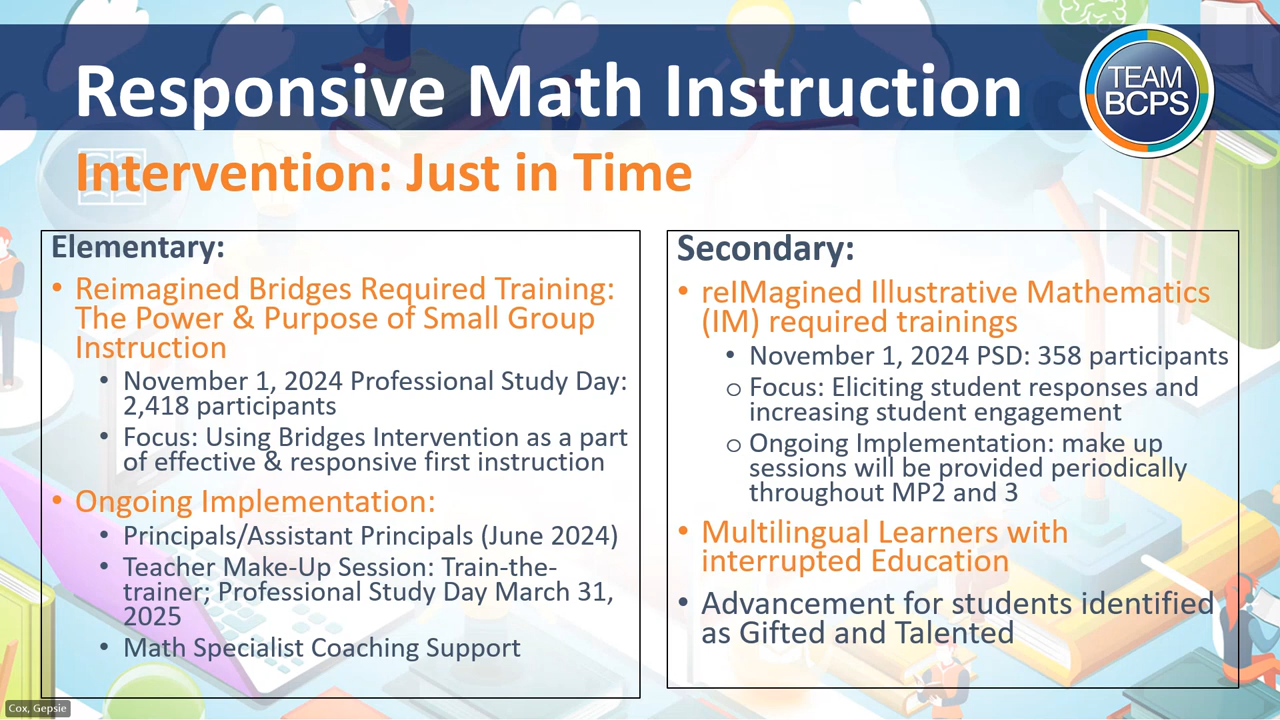 Responsive Math Instruction
TEAM
BCPS
Intervention: Just in Time
Elementary:
• Reimagined Bridges Required Training:
The Power & Purpose of Small Group
Instruction
• November 1, 2024 Professional Study Day:
2,418 participants
• Focus: Using Bridges Intervention as a part
of effective & responsive first instruction
• Ongoing Implementation:
• Principals/Assistant Principals (June 2024)
• Teacher Make-Up Session: Train-the-
trainer; Professional Study Day March 31,
2025
• Math Specialist Coaching Support
Secondary:
• reIMagined Illustrative Mathematics
(IM) required trainings
• November 1, 2024 PSD: 358 participants
o Focus: Eliciting student responses and
increasing student engagement
o Ongoing Implementation: make up
sessions will be provided periodically
throughout MP2 and 3
• Multilingual Learners with
interrupted Education
• Advancement for students identified
as Gifted and Talented
Cox, Gepsie